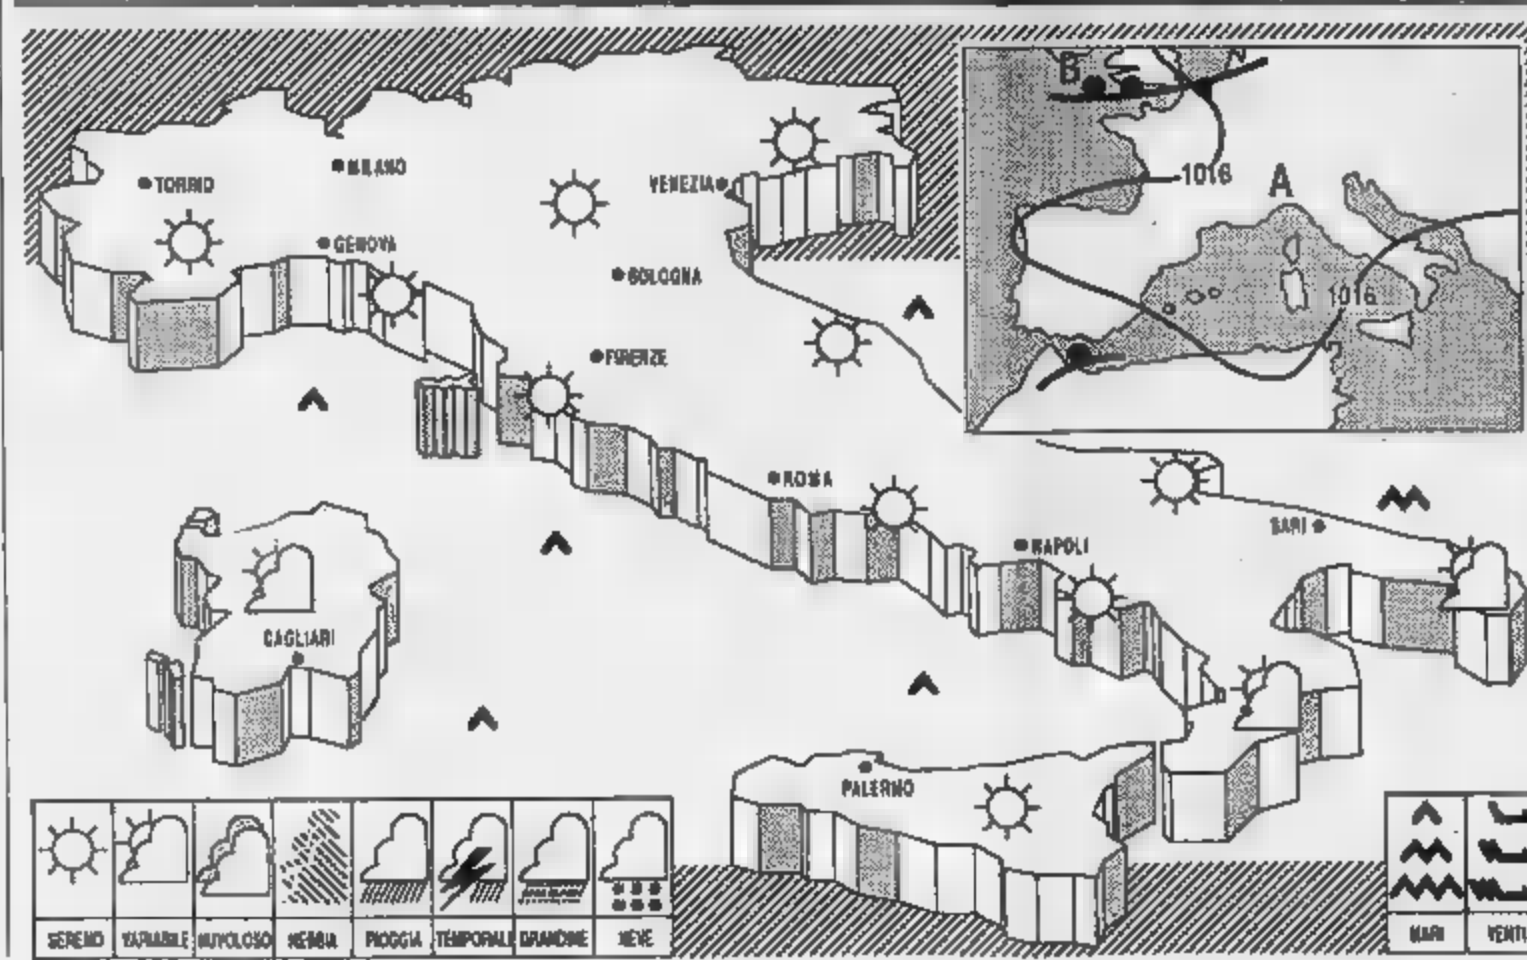 B
1016
A
1016
MILANO
TORINO
VENEZIA
GENOVA
BOLOGNA
FIRENZE
ROMA
BARI
NAPOLI
CAGLIARI
PALERMO
SERENO VARIABILE NUVOLOSO NEBBIA PIOGGIA TEMPORALE GRANDINE NEVE
MARI VENTI